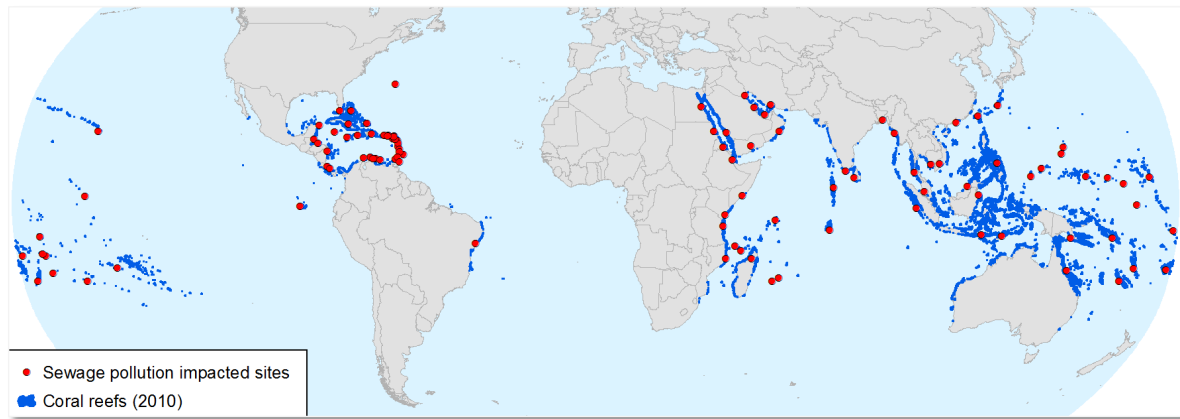 Sewage pollution impacted sites
Coral reefs (2010)